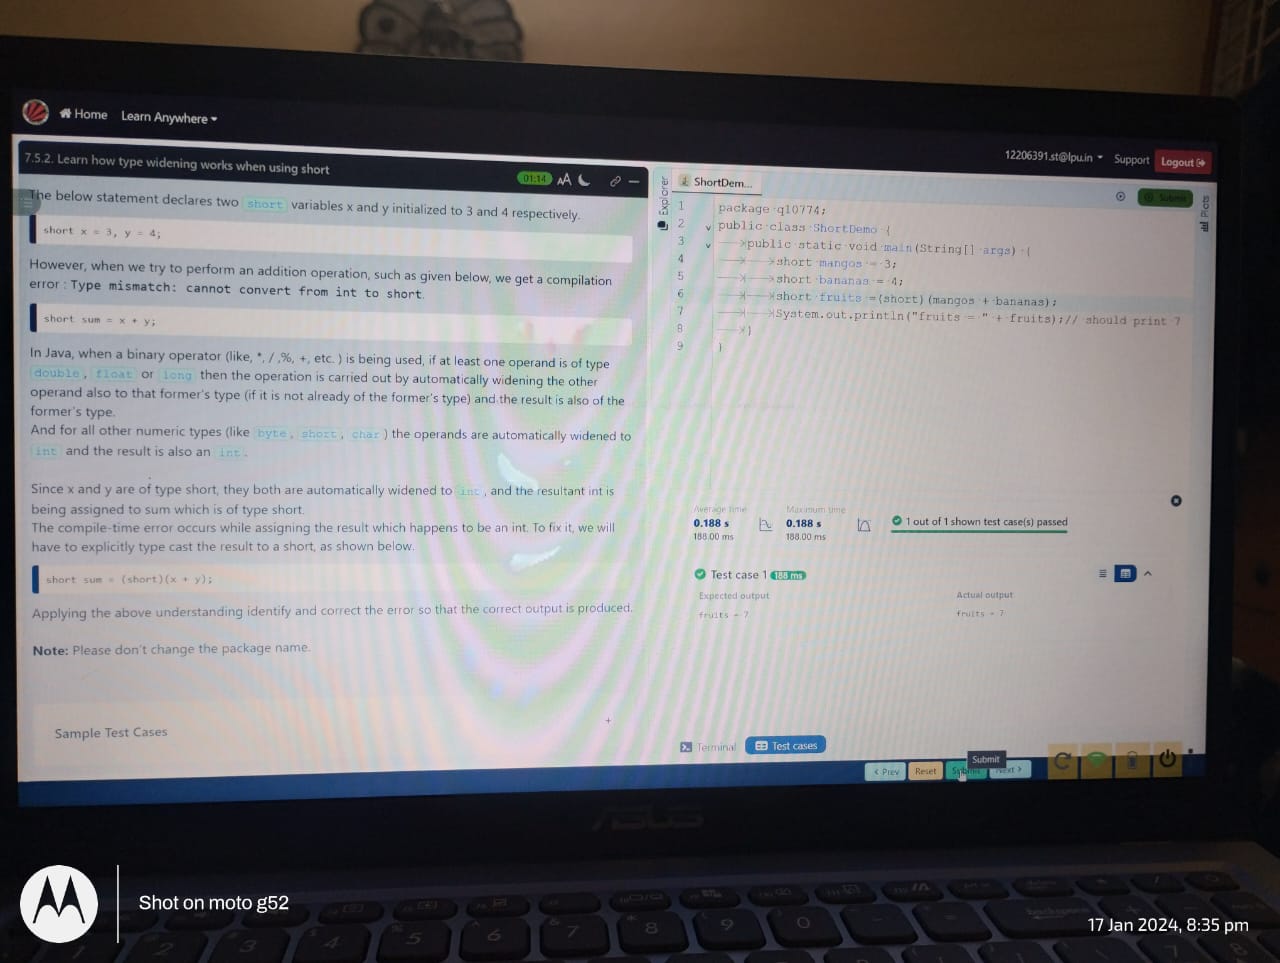 Home Learn Anywhere
12206391.st@lpu.in Support Logout
7.5.2. Learn how type widening works when using short
01:14 AA
The below statement declares two short variables x and y initialized to 3 and 4 respectively.
short x = 3, y = 4;
However, when we try to perform an addition operation, such as given below, we get a compilation
error : Type mismatch: cannot convert from int to short.
short sum = x + y;
In Java, when a binary operator (like, *, / ,%, +, etc. ) is being used, if at least one operand is of type
double, float or long then the operation is carried out by automatically widening the other
operand also to that former's type (if it is not already of the former's type) and the result is also of the
former's type.
And for all other numeric types (like byte, short, char ) the operands are automatically widened to
int and the result is also an int.
Since x and y are of type short, they both are automatically widened to int, and the resultant int is
being assigned to sum which is of type short.
The compile-time error occurs while assigning the result which happens to be an int. To fix it, we will
have to explicitly type cast the result to a short, as shown below.
short sum = (short)(x + y);
Applying the above understanding identify and correct the error so that the correct output is produced.
Note: Please don't change the package name.
Sample Test Cases
Explorer
ShortDem...
Submit
1 package q10774;
2 public class ShortDemo {
3 public static void main(String[] args) {
4 short mangos = 3;
5 short bananas = 4;
6 short fruits =(short)(mangos + bananas);
7 System.out.println("fruits = " + fruits);// should print 7
8 }
9 }
Average time Maximum time
0.188 s 0.188 s 1 out of 1 shown test case(s) passed
188.00 ms 188.00 ms
Test case 1 188 ms
Expected output Actual output
fruits = 7 fruits = 7
Terminal Test cases
Submit
< Prev Reset Submit Next >
ASUS
2 3 4 5 6 7 8 9 0
backspace
Shot on moto g52
17 Jan 2024, 8:35 pm